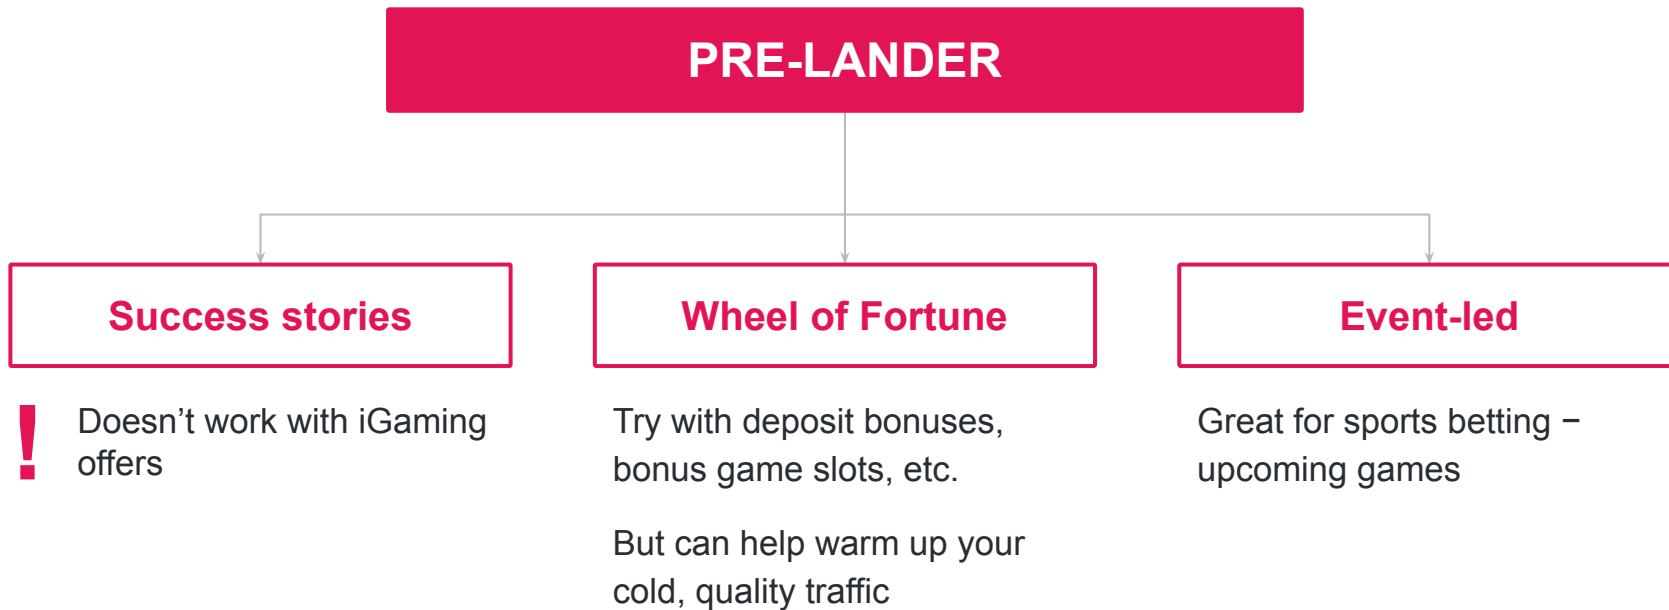 PRE-LANDER
Success stories
! Doesn’t work with iGaming
offers
Wheel of Fortune
Try with deposit bonuses,
bonus game slots, etc.
But can help warm up your
cold, quality traffic
Event-led
Great for sports betting −
upcoming games